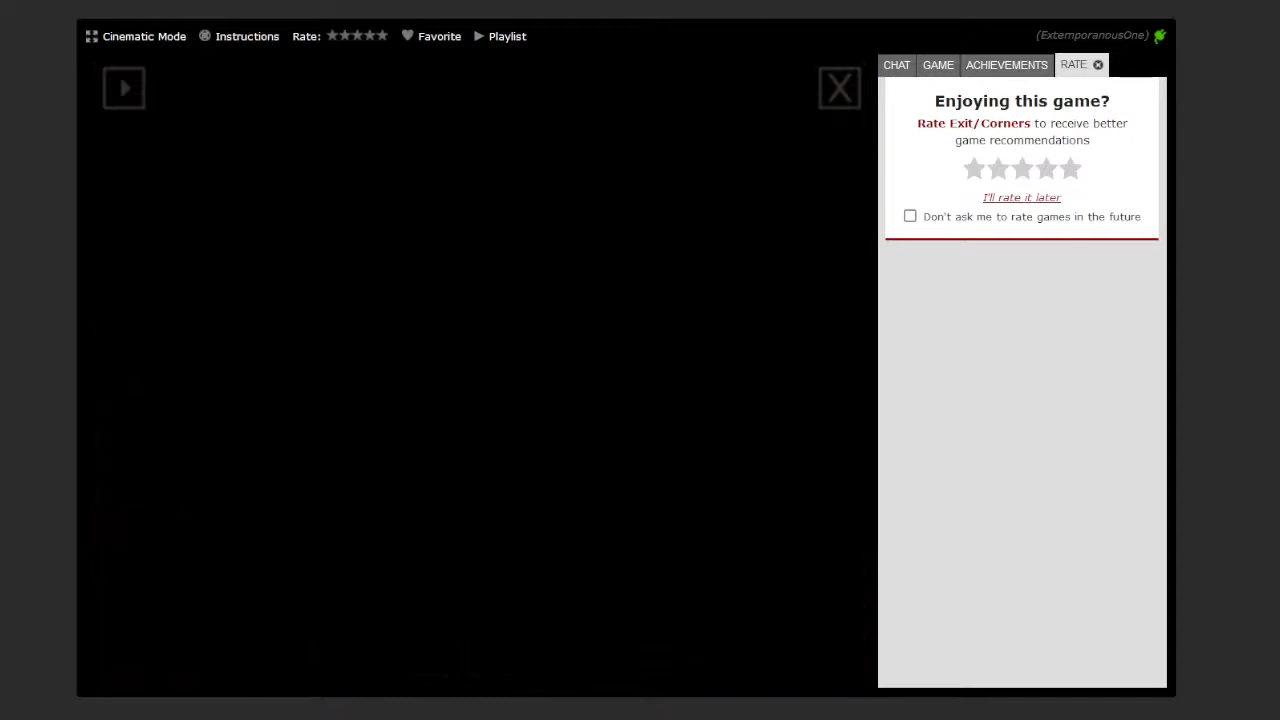 Cinematic Mode Instructions Rate: Favorite Playlist (ExtemporanousOne)
CHAT GAME ACHIEVEMENTS RATE
X
Enjoying this game?
Rate Exit/Corners to receive better
game recommendations
I'll rate it later
Don't ask me to rate games in the future